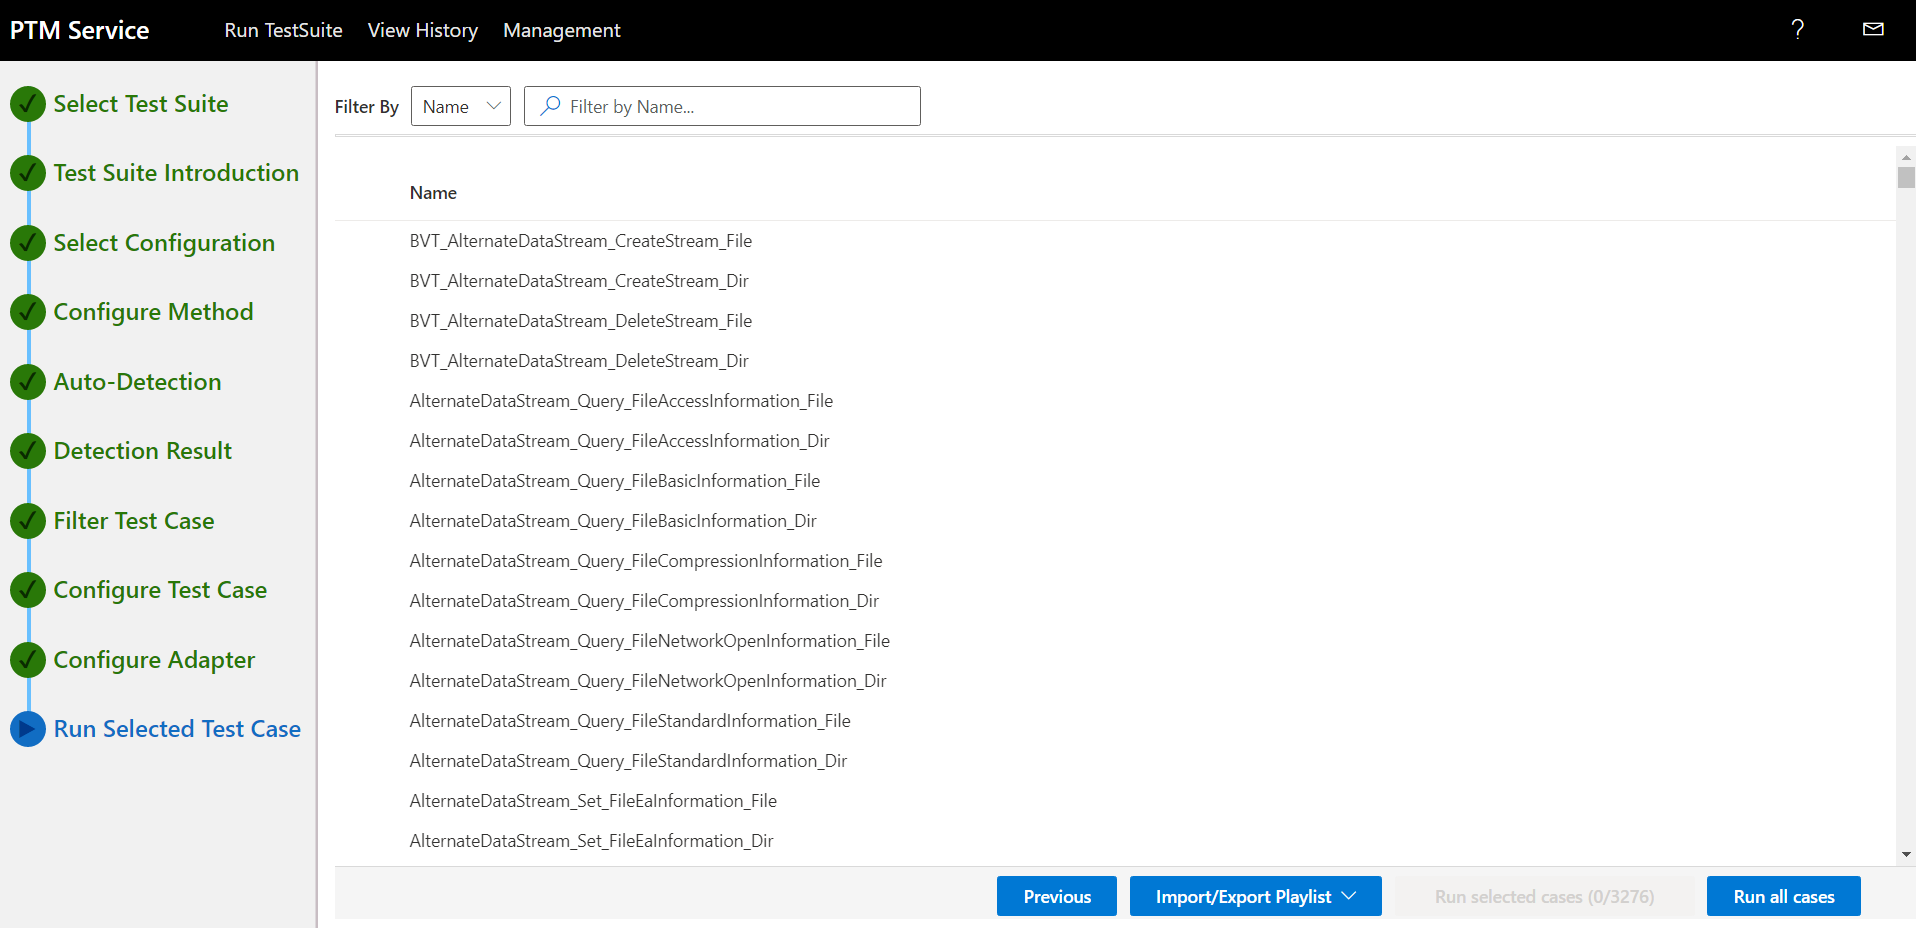 PTM Service Run TestSuite View History Management ?
Select Test Suite
Test Suite Introduction
Select Configuration
Configure Method
Auto-Detection
Detection Result
Filter Test Case
Configure Test Case
Configure Adapter
Run Selected Test Case
Filter By Name Filter by Name...
Name
BVT_AlternateDataStream_CreateStream_File
BVT_AlternateDataStream_CreateStream_Dir
BVT_AlternateDataStream_DeleteStream_File
BVT_AlternateDataStream_DeleteStream_Dir
AlternateDataStream_Query_FileAccessInformation_File
AlternateDataStream_Query_FileAccessInformation_Dir
AlternateDataStream_Query_FileBasicInformation_File
AlternateDataStream_Query_FileBasicInformation_Dir
AlternateDataStream_Query_FileCompressionInformation_File
AlternateDataStream_Query_FileCompressionInformation_Dir
AlternateDataStream_Query_FileNetworkOpenInformation_File
AlternateDataStream_Query_FileNetworkOpenInformation_Dir
AlternateDataStream_Query_FileStandardInformation_File
AlternateDataStream_Query_FileStandardInformation_Dir
AlternateDataStream_Set_FileEaInformation_File
AlternateDataStream_Set_FileEaInformation_Dir
Previous Import/Export Playlist Run selected cases (0/3276) Run all cases